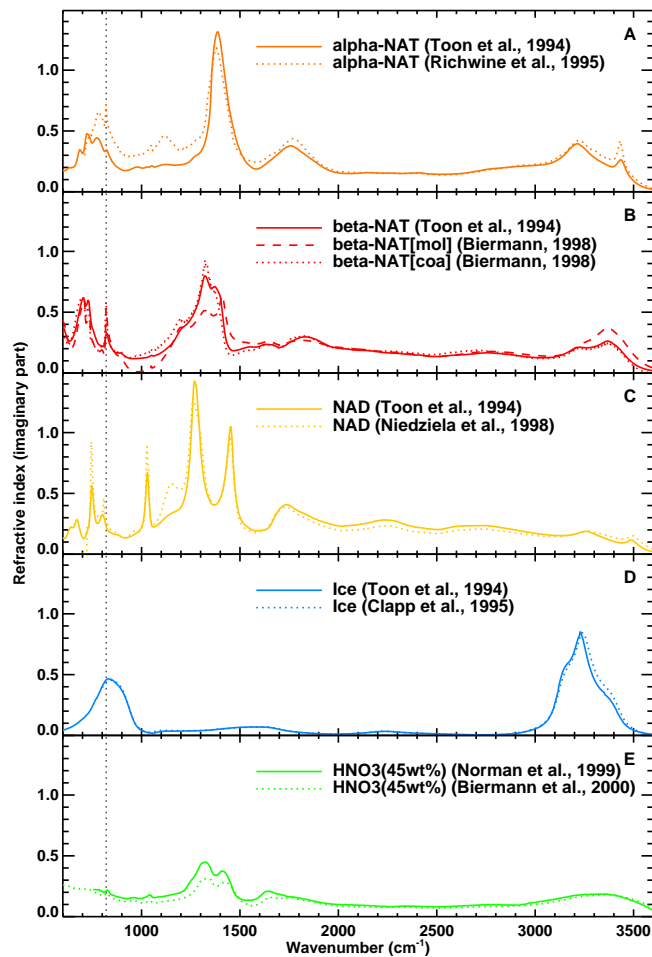 A
alpha-NAT (Toon et al., 1994)
alpha-NAT (Richwine et al., 1995)
1.0
0.5
0.0
B
beta-NAT (Toon et al., 1994)
beta-NAT[mol] (Biermann, 1998)
beta-NAT[coa] (Biermann, 1998)
1.0
0.5
0.0
C
NAD (Toon et al., 1994)
NAD (Niedziela et al., 1998)
1.0
0.5
0.0
D
Ice (Toon et al., 1994)
Ice (Clapp et al., 1995)
1.0
0.5
0.0
E
HNO3(45wt%) (Norman et al., 1999)
HNO3(45wt%) (Biermann et al., 2000)
1.0
0.5
0.0
1000 1500 2000 2500 3000 3500
Wavenumber (cm⁻¹)
Refractive index (imaginary part)